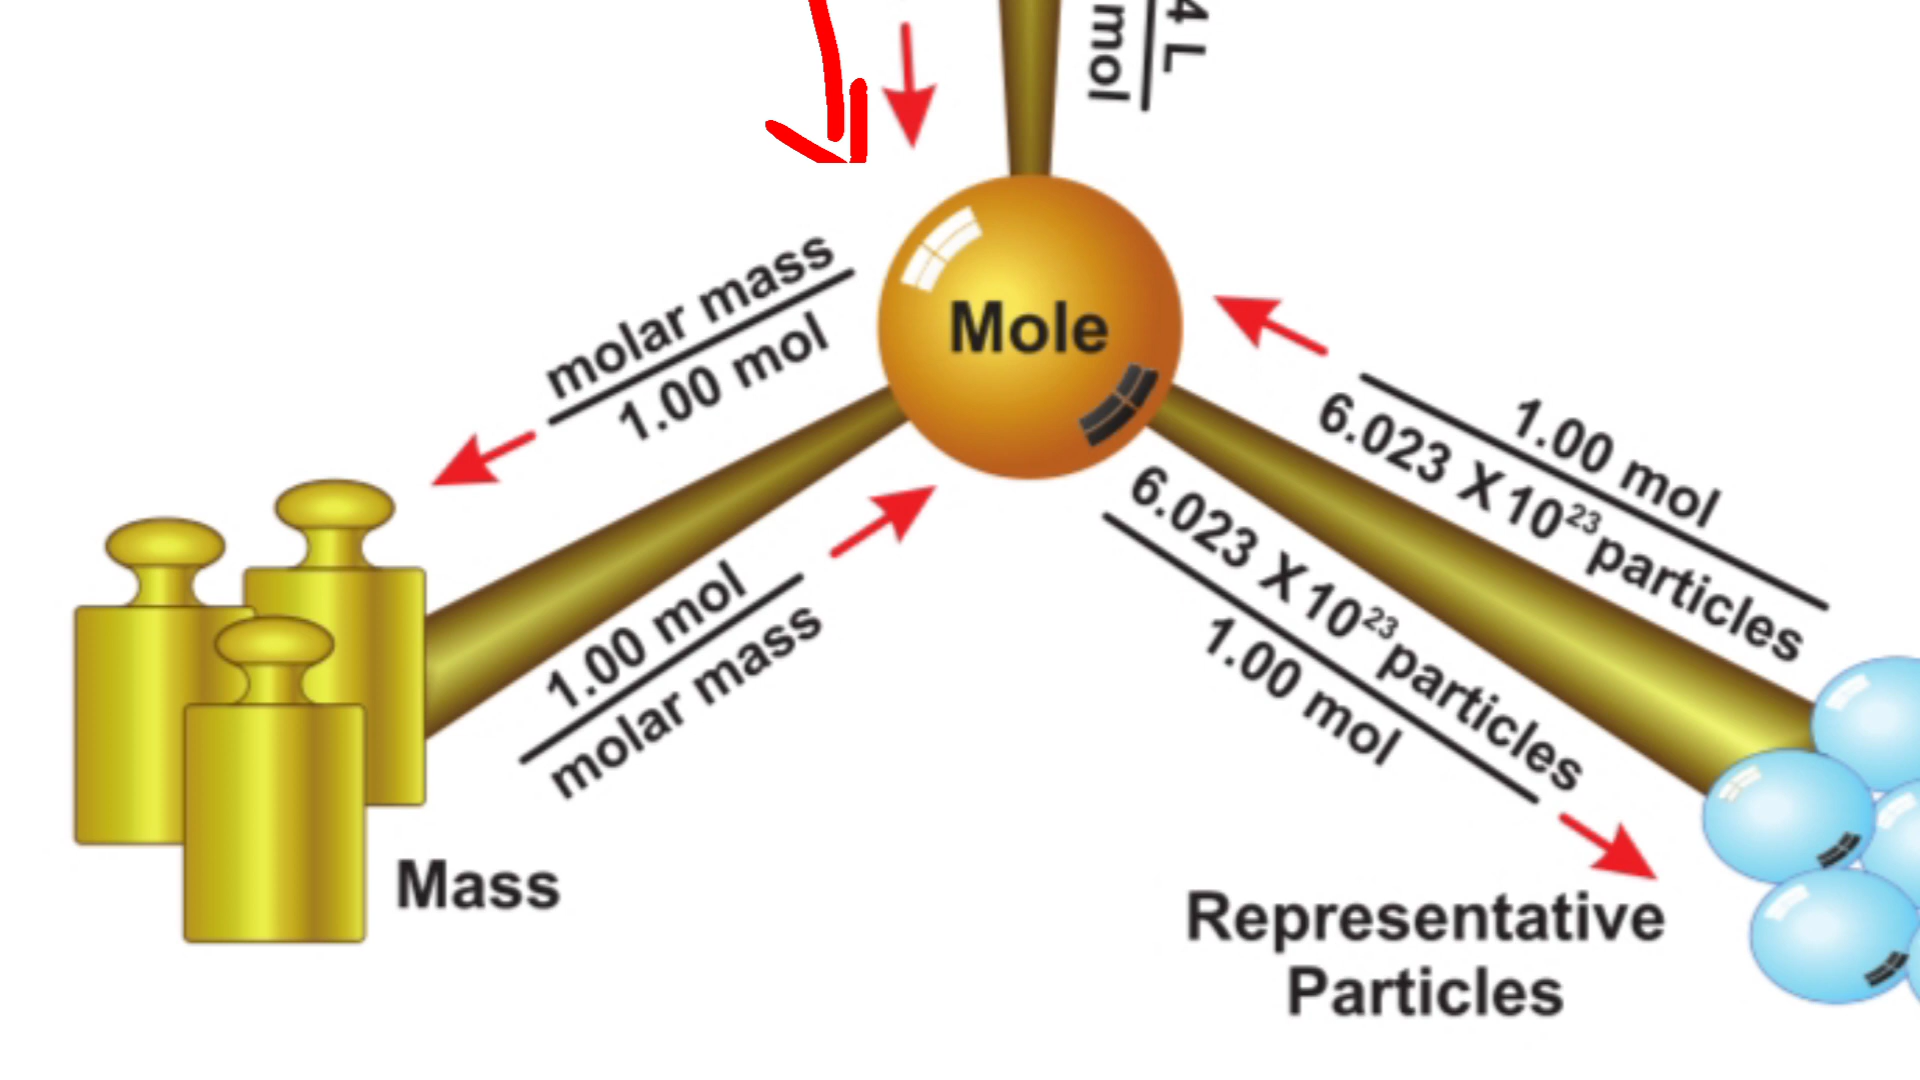 4 L
mol
molar mass
1.00 mol
Mole
1.00 mol
6.023 X 10²³ particles
6.023 X 10²³ particles
1.00 mol
1.00 mol
molar mass
Mass
Representative
Particles